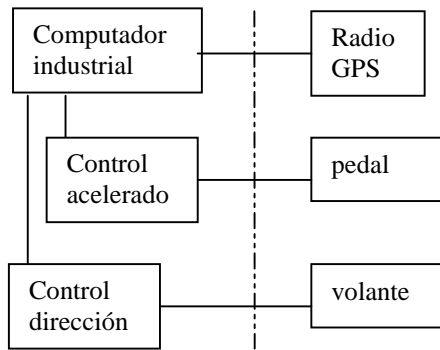 Computador
industrial
Radio
GPS
Control
acelerado
pedal
Control
dirección
volante